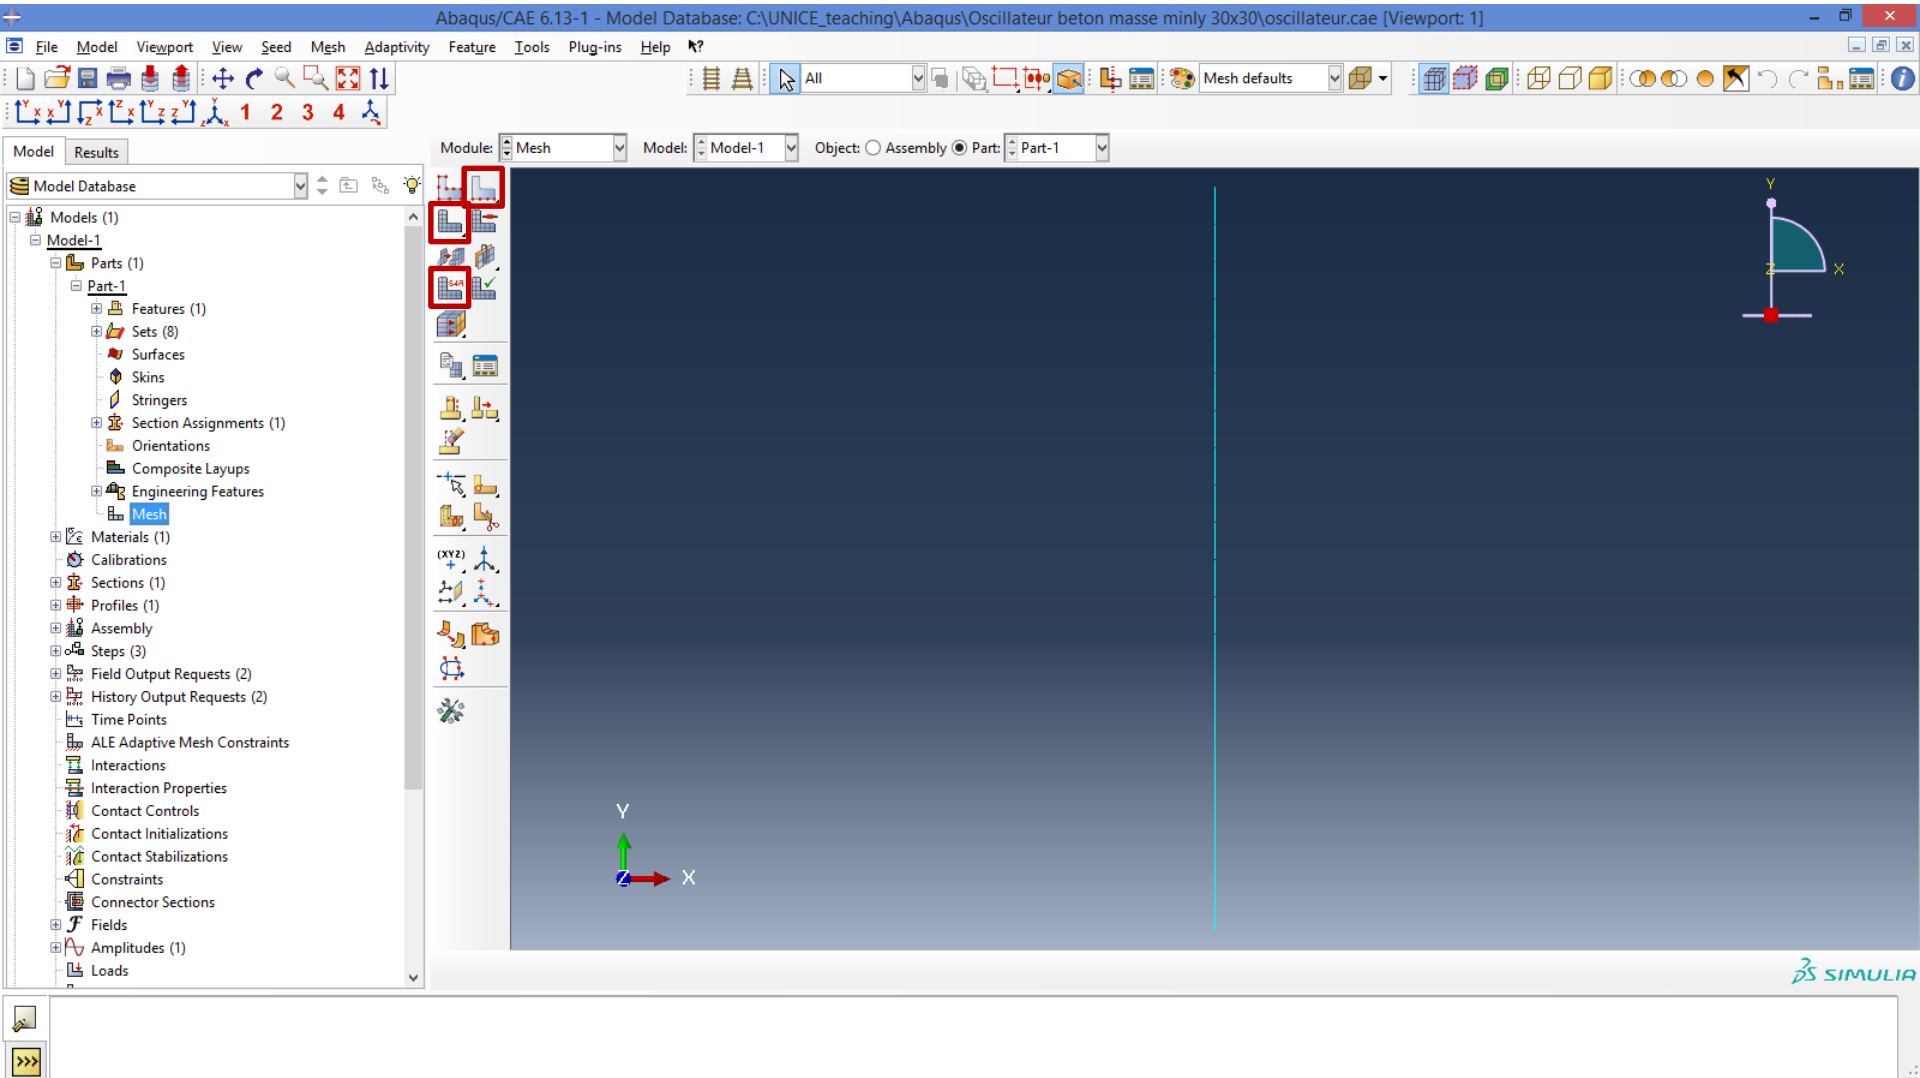 Abaqus/CAE 6.13-1 - Model Database: C:\UNICE_teaching\Abaqus\Oscillateur beton masse minly 30x30\oscillateur.cae [Viewport: 1]
File Model Viewport View Seed Mesh Adaptivity Feature Tools Plug-ins Help
All
Mesh defaults
1 2 3 4
Model Results
Module: Mesh Model: Model-1 Object: Assembly Part: Part-1
Model Database
Models (1)
Model-1
Parts (1)
Part-1
Features (1)
Sets (8)
Surfaces
Skins
Stringers
Section Assignments (1)
Orientations
Composite Layups
Engineering Features
Mesh
Materials (1)
Calibrations
Sections (1)
Profiles (1)
Assembly
Steps (3)
Field Output Requests (2)
History Output Requests (2)
Time Points
ALE Adaptive Mesh Constraints
Interactions
Interaction Properties
Contact Controls
Contact Initializations
Contact Stabilizations
Constraints
Connector Sections
Fields
Amplitudes (1)
Loads
S4R
(XYZ)
Y
Z X
Y
Z X
SIMULIA
>>>